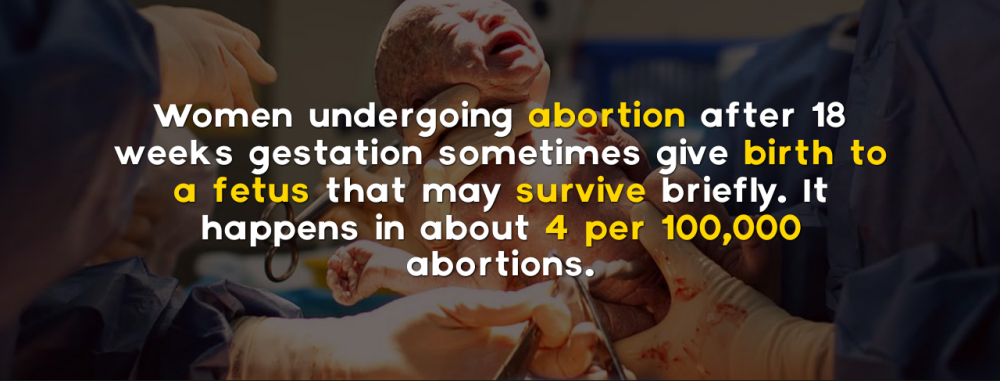 Women undergoing abortion after 18
weeks gestation sometimes give birth to
a fetus that may survive briefly. It
happens in about 4 per 100,000
abortions.